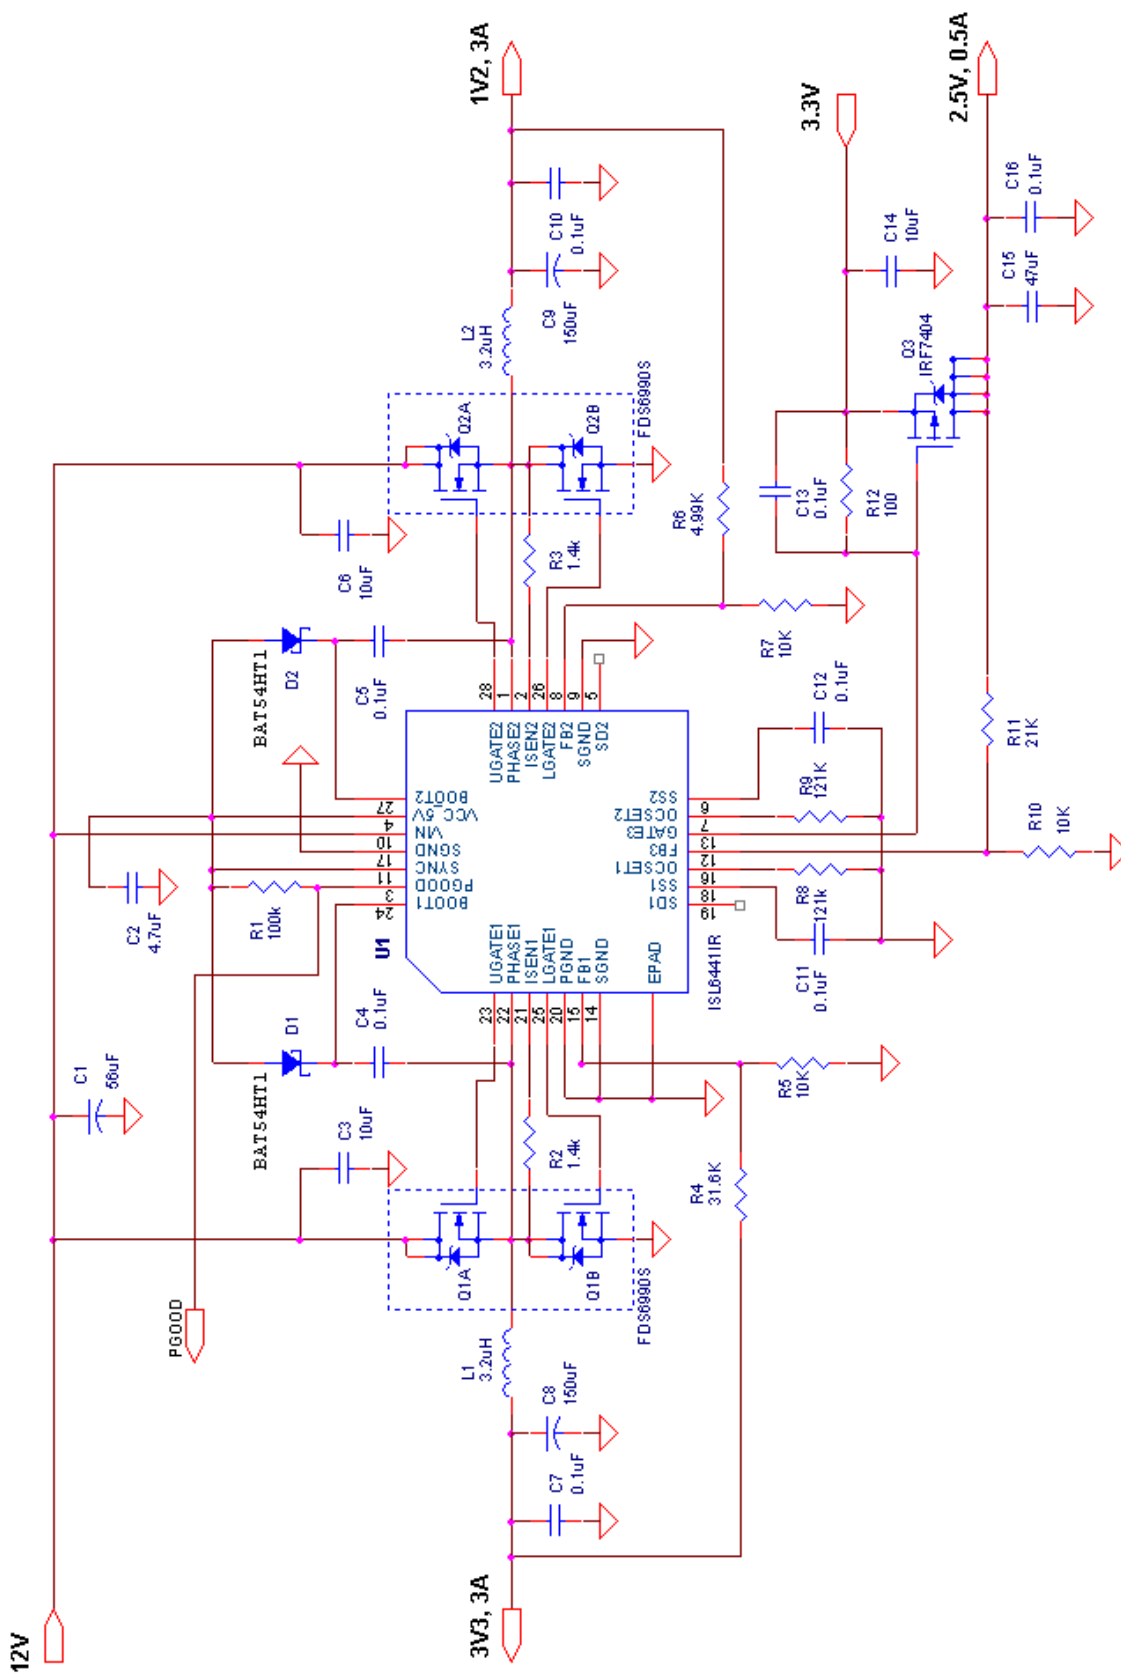 12V
PGOOD
C1
56uF
C2
4.7uF
R1
100k
BAT54HT1
D1
BAT54HT1
D2
C3
10uF
C4
0.1uF
C5
0.1uF
C6
10uF
Q1A
Q1B
FDS6990S
Q2A
Q2B
FDS6990S
L1
3.2uH
L2
3.2uH
C7
0.1uF
C8
150uF
C9
150uF
C10
0.1uF
3V3, 3A
1V2, 3A
R2
1.4k
R3
1.4k
R4
31.6K
R5
10K
R6
4.99K
R7
10K
U1
ISL6441IR
24
3
11
17
10
4
27
BOOT1
PGOOD
SYNC
SGND
VIN
VCC_5V
BOOT2
23
22
21
25
20
15
14
UGATE1
PHASE1
ISEN1
LGATE1
PGND
FB1
SGND
EPAD
28
1
2
26
8
9
5
UGATE2
PHASE2
ISEN2
LGATE2
FB2
SGND
SD2
SD1
SS1
OCSET1
FB3
GATE3
OCSET2
SS2
19
18
16
12
13
7
6
C11
0.1uF
R8
121k
R9
121K
C12
0.1uF
R10
10K
R11
21K
R12
100
C13
0.1uF
3.3V
C14
10uF
Q3
IRF7404
C15
47uF
C16
0.1uF
2.5V, 0.5A